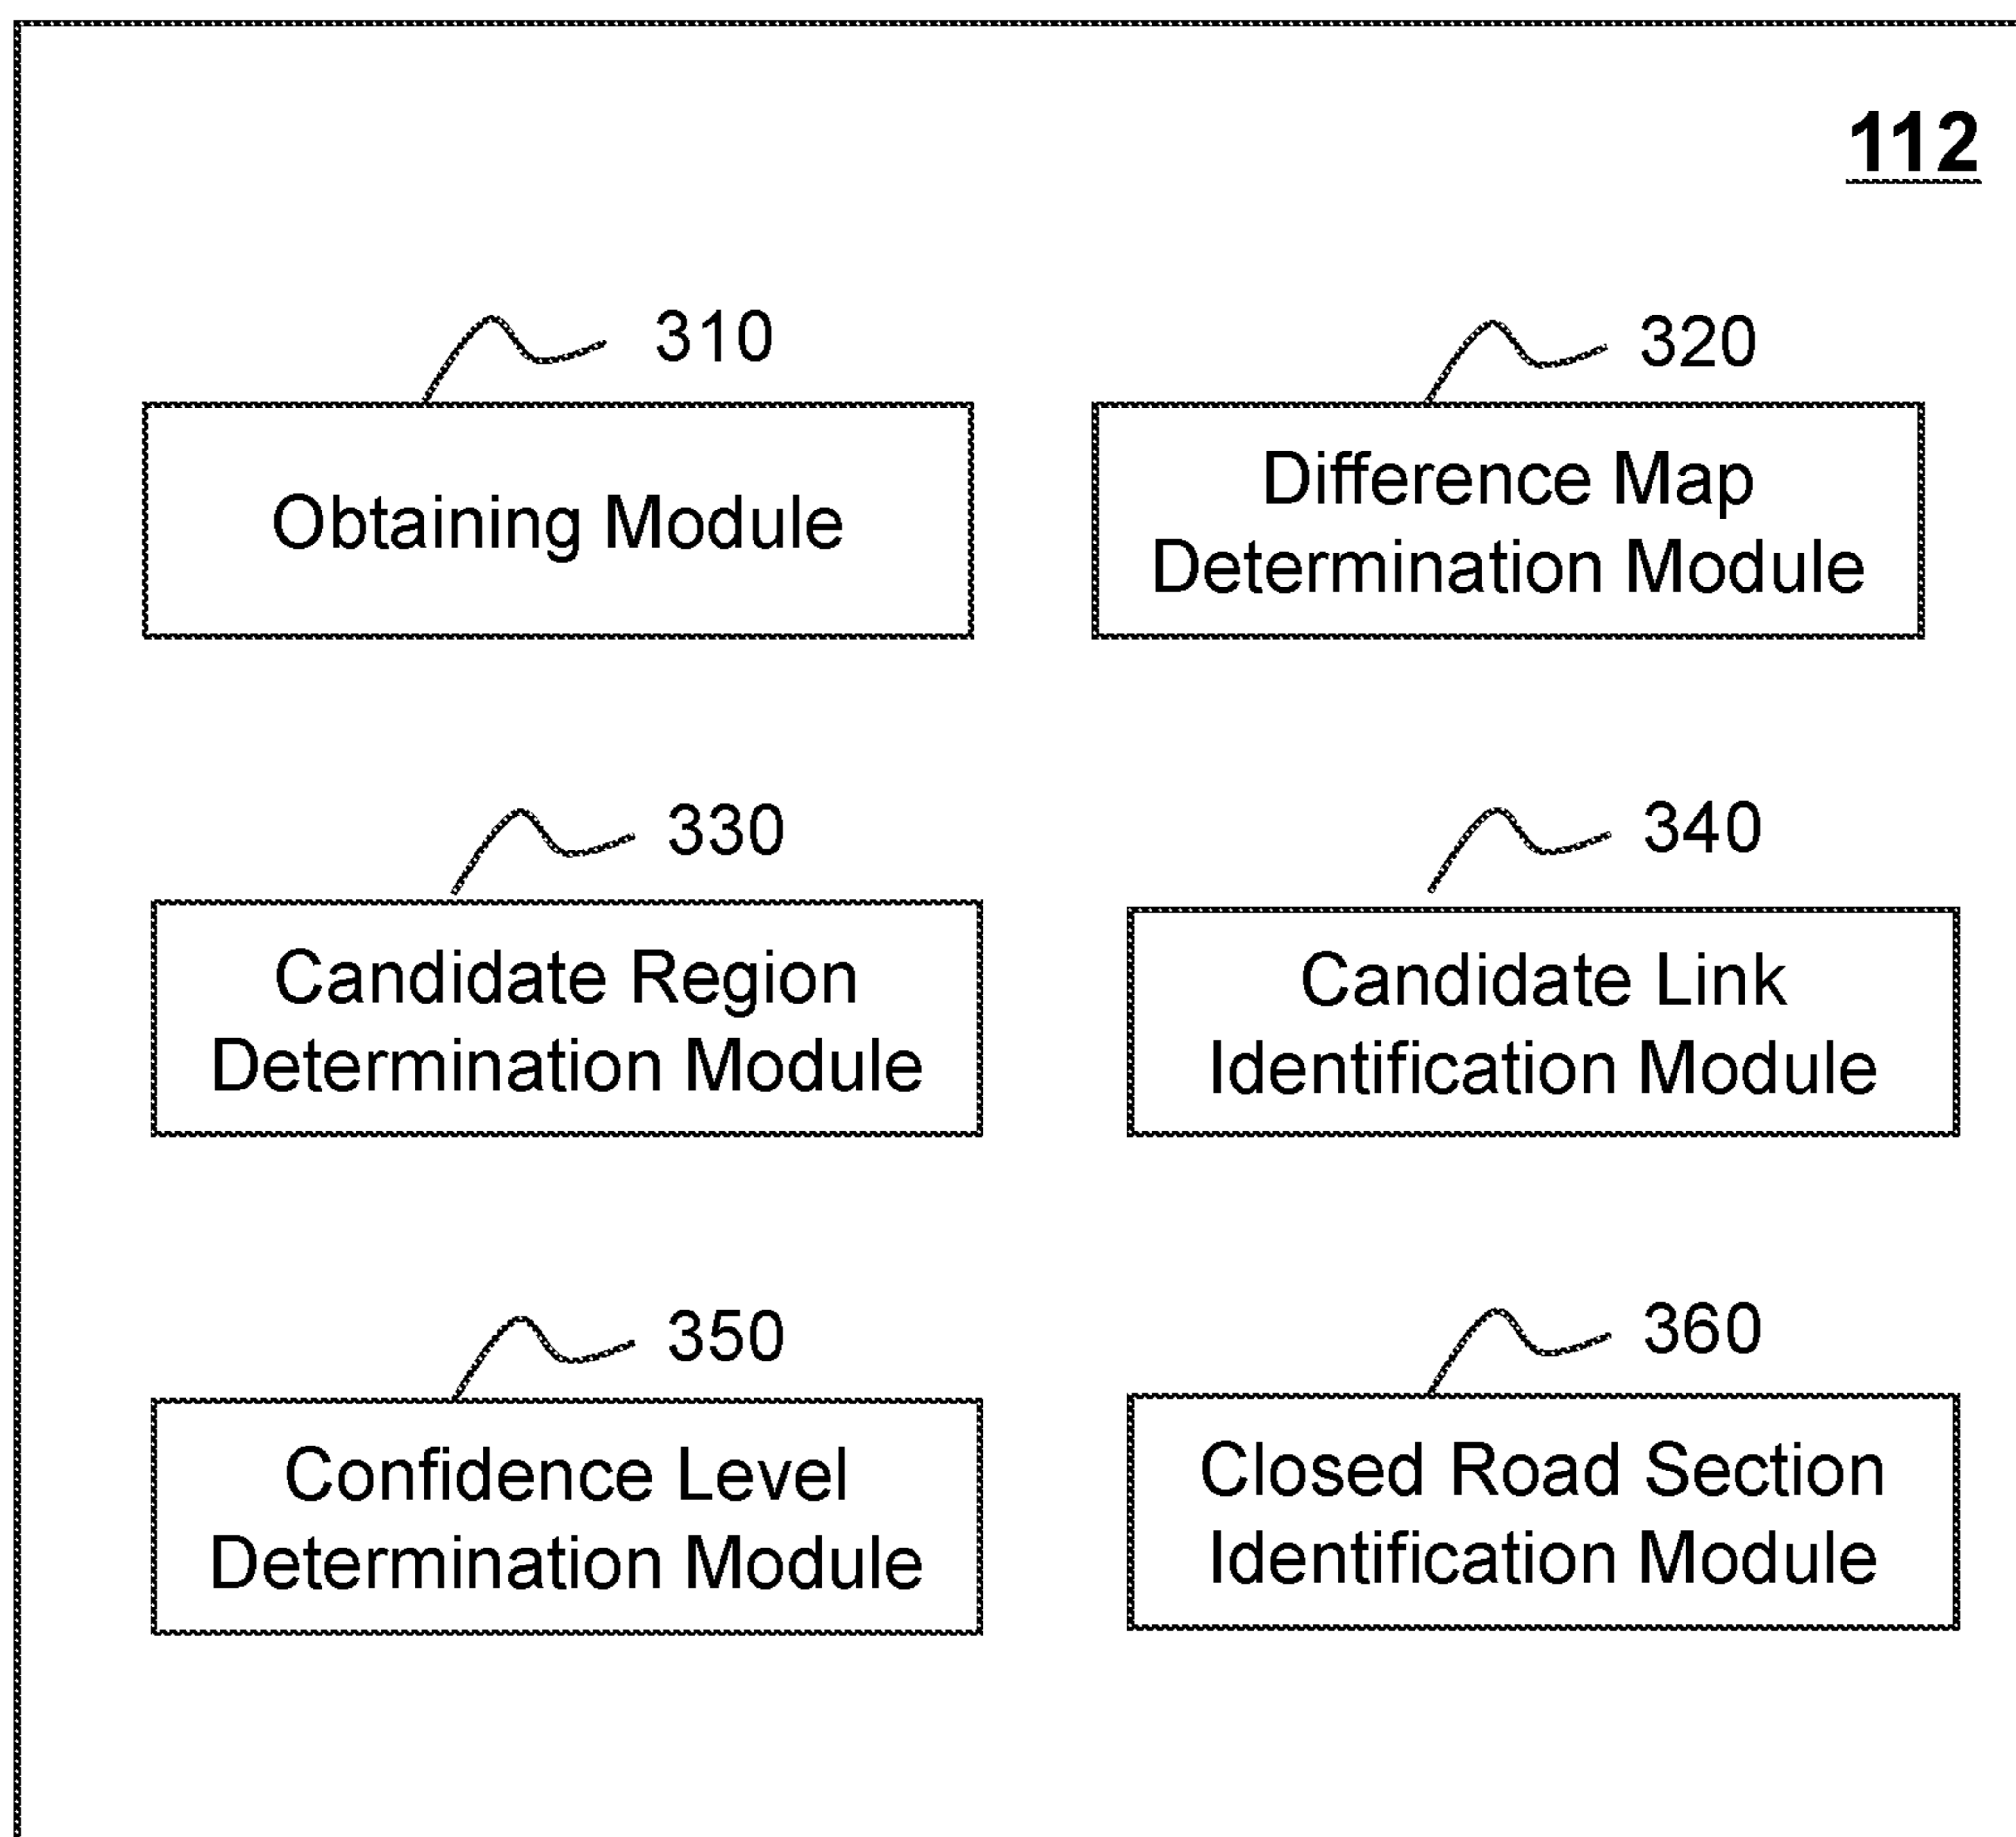 112
310
320
Obtaining Module
Difference Map
Determination Module
330
340
Candidate Region
Determination Module
Candidate Link
Identification Module
350
360
Confidence Level
Determination Module
Closed Road Section
Identification Module